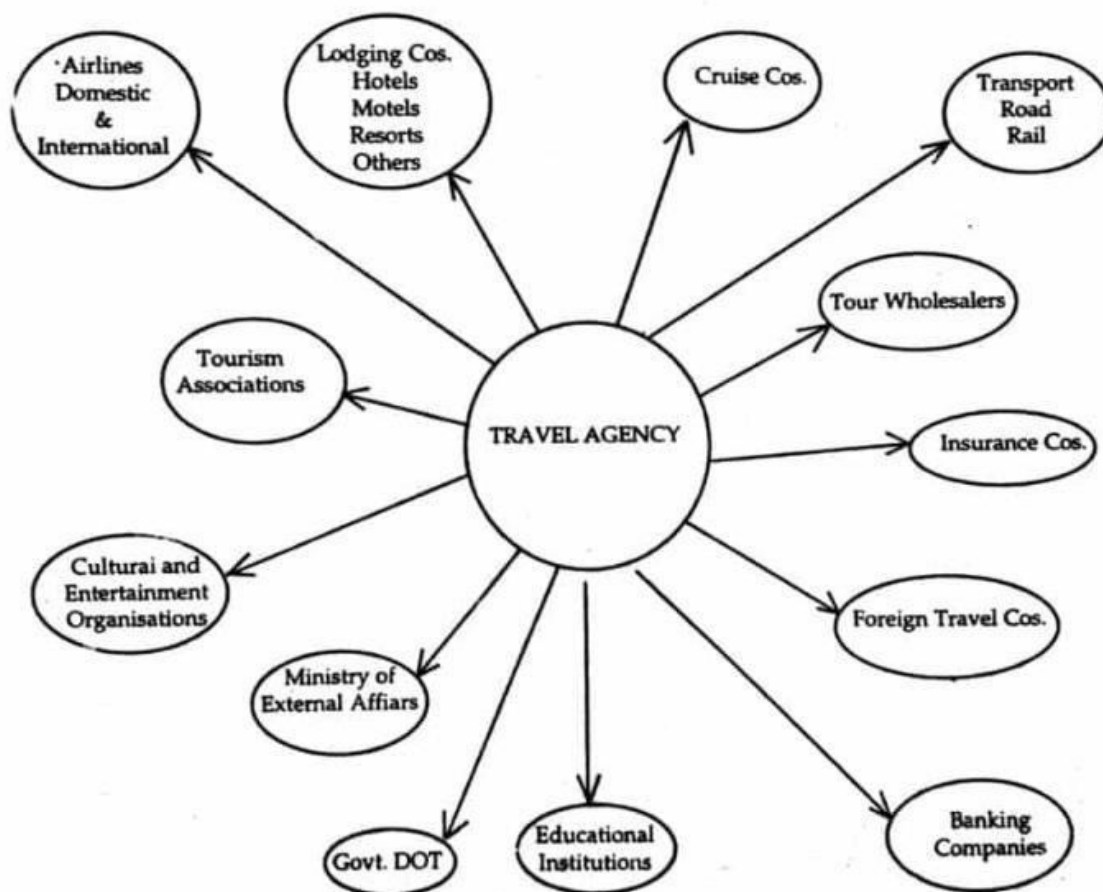 Airlines
Domestic
&
International
Lodging Cos.
Hotels
Motels
Resorts
Others
Cruise Cos.
Transport
Road
Rail
Tour Wholesalers
Tourism
Associations
TRAVEL AGENCY
Insurance Cos.
Culturai and
Entertainment
Organisations
Foreign Travel Cos.
Ministry of
External Affiars
Govt. DOT
Educational
Institutions
Banking
Companies